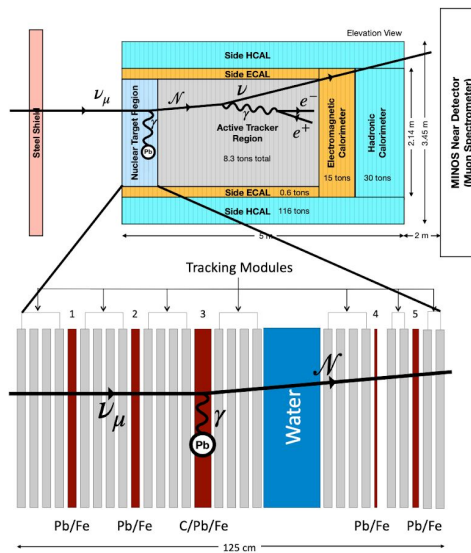 Elevation View
Side HCAL
Side ECAL
Steel Shield
ν_μ
Nuclear Target Region
γ
Pb
𝒩
ν
γ
e⁻
e⁺
Active Tracker
Region
8.3 tons total
Electromagnetic
Calorimeter
15 tons
Hadronic
Calorimeter
30 tons
2.14 m
3.45 m
MINOS Near Detector
(Muon Spectrometer)
Side ECAL 0.6 tons
Side HCAL 116 tons
5 m
2 m
Tracking Modules
1 2 3 4 5
ν_μ
γ
Pb
𝒩
Water
Pb/Fe Pb/Fe C/Pb/Fe Pb/Fe Pb/Fe
125 cm